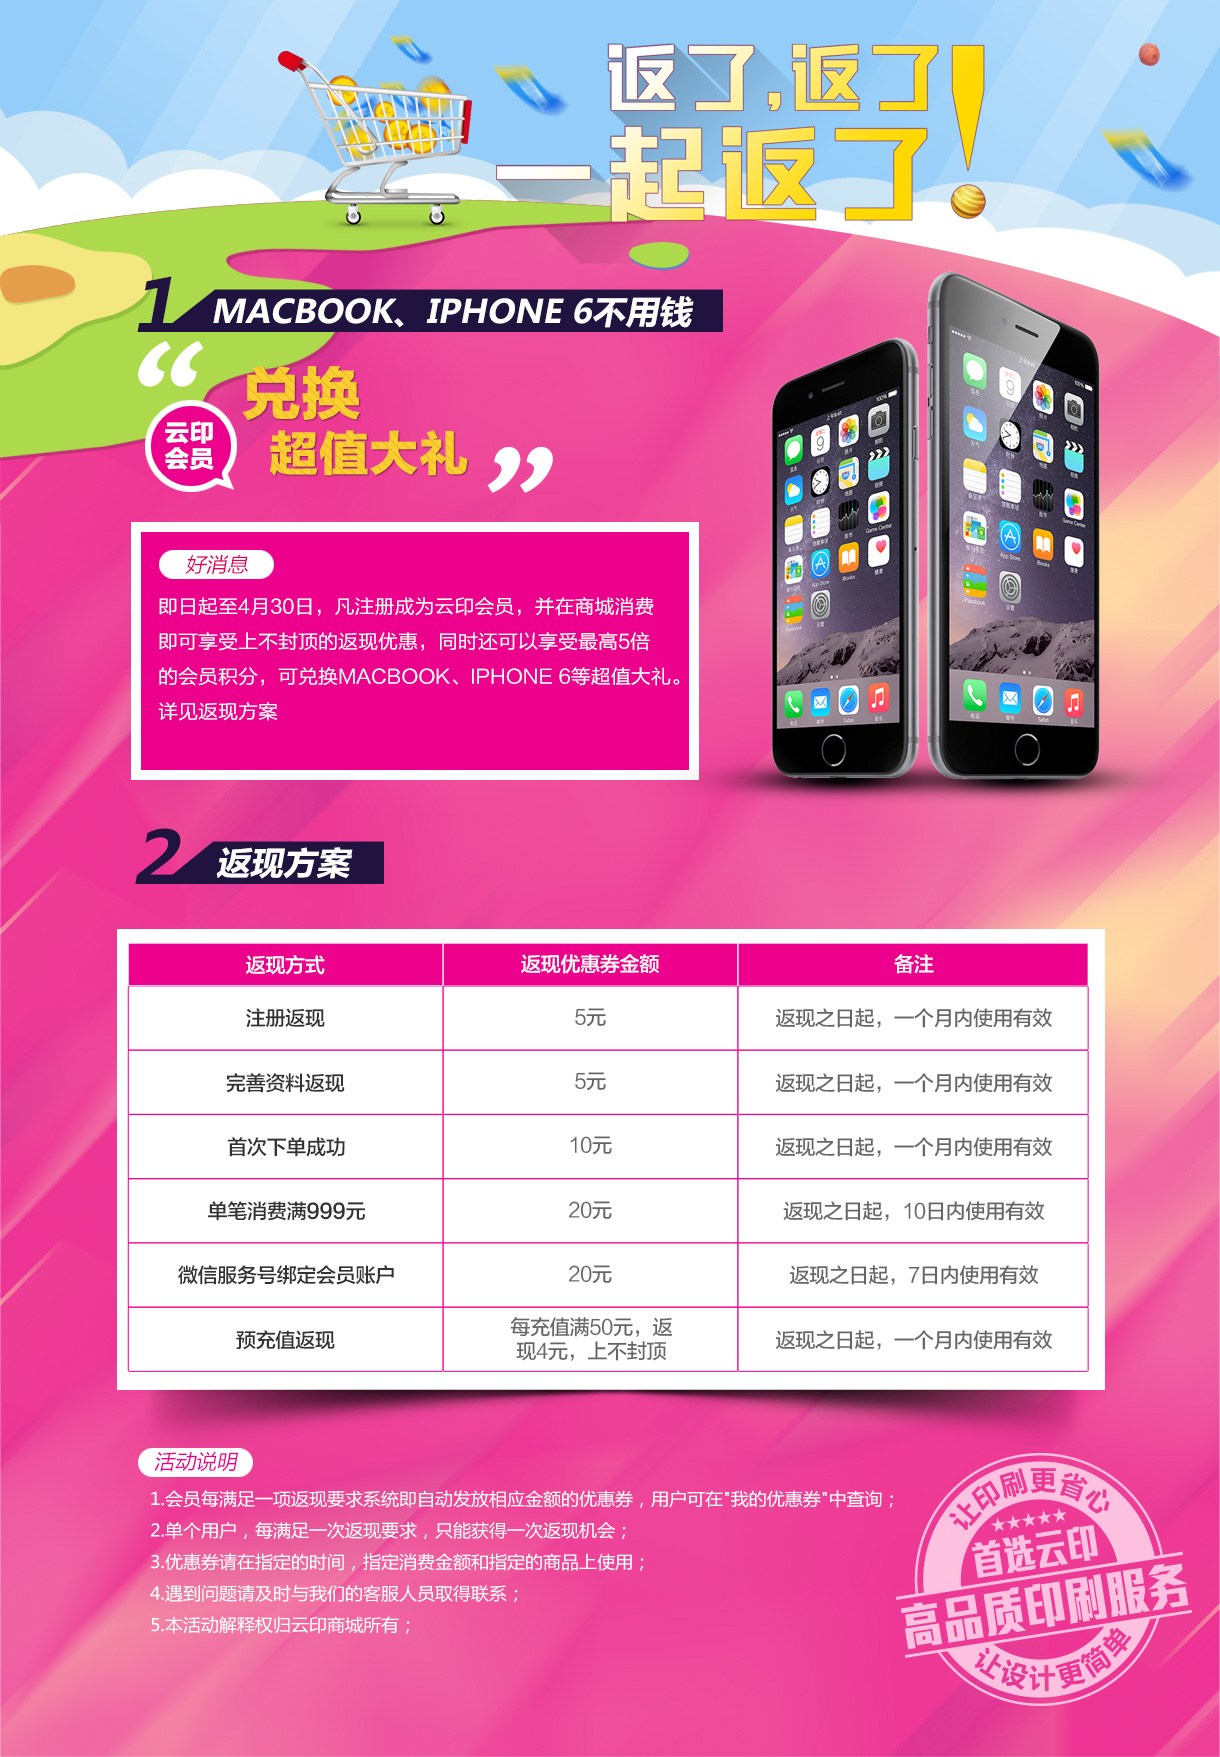 返了,返了
一起返了!
1 MACBOOK、IPHONE 6不用钱
“
兑换
云印
会员
超值大礼
”
好消息
即日起至4月30日，凡注册成为云印会员，并在商城消费
即可享受上不封顶的返现优惠，同时还可以享受最高5倍
的会员积分，可兑换MACBOOK、IPHONE 6等超值大礼。
详见返现方案
2 返现方案
返现方式 返现优惠券金额 备注
注册返现 5元 返现之日起，一个月内使用有效
完善资料返现 5元 返现之日起，一个月内使用有效
首次下单成功 10元 返现之日起，一个月内使用有效
单笔消费满999元 20元 返现之日起，10日内使用有效
微信服务号绑定会员账户 20元 返现之日起，7日内使用有效
预充值返现 每充值满50元，返
现4元，上不封顶 返现之日起，一个月内使用有效
活动说明
1.会员每满足一项返现要求系统即自动发放相应金额的优惠券，用户可在"我的优惠券"中查询；
2.单个用户，每满足一次返现要求，只能获得一次返现机会；
3.优惠券请在指定的时间，指定消费金额和指定的商品上使用；
4.遇到问题请及时与我们的客服人员取得联系；
5.本活动解释权归云印商城所有；
让印刷更省心
首选云印
高品质印刷服务
让设计更简单